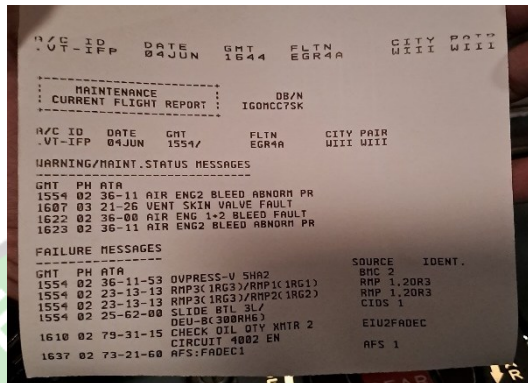 A/C ID DATE GMT FLTN CITY PAIR
.VT-IFP 04JUN 1644 EGR4A WIII WIII
MAINTENANCE DB/N
CURRENT FLIGHT REPORT IGOMCC7SK
A/C ID DATE GMT FLTN CITY PAIR
.VT-IFP 04JUN 1554/ EGR4A WIII WIII
WARNING/MAINT.STATUS MESSAGES
GMT PH ATA
1554 02 36-11 AIR ENG2 BLEED ABNORM PR
1607 03 21-26 VENT SKIN VALVE FAULT
1622 02 36-00 AIR ENG 1+2 BLEED FAULT
1623 02 36-11 AIR ENG2 BLEED ABNORM PR
FAILURE MESSAGES
GMT PH ATA SOURCE IDENT.
1554 02 36-11-53 OVPRESS-V 5HA2 BMC 2
1554 02 23-13-13 RMP3(1RG3)/RMP1(1RG1) RMP 1.2OR3
1554 02 23-13-13 RMP3(1RG3)/RMP2(1RG2) RMP 1.2OR3
1554 02 25-62-00 SLIDE BTL 3L/ CIDS 1
DEU-B(300RH6)
1610 02 79-31-15 CHECK OIL QTY XMTR 2 EIU2FADEC
CIRCUIT 4002 EN
1637 02 73-21-60 AFS:FADEC1 AFS 1